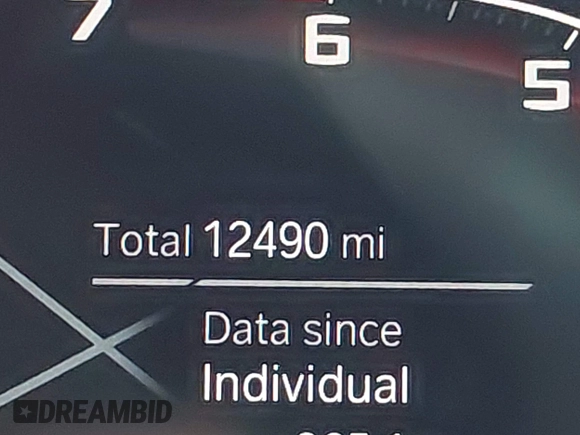 7 6 5
Total 12490 mi
Data since
Individual
DREAMBID